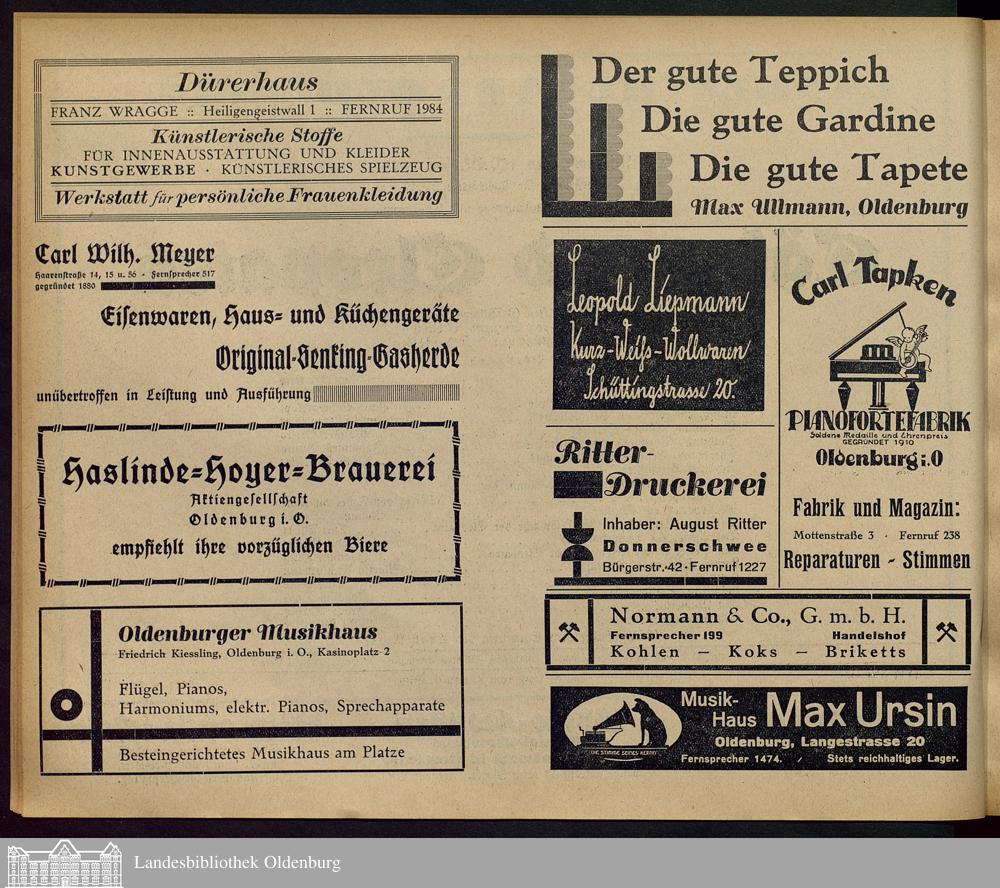 Dürerhaus
FRANZ WRAGGE :: Heiligengeistwall 1 :: FERNRUF 1984
Künstlerische Stoffe
FÜR INNENAUSSTATTUNG UND KLEIDER
KUNSTGEWERBE · KÜNSTLERISCHES SPIELZEUG
Werkstatt für persönliche Frauenkleidung
Carl Wilh. Meyer
Haarenstraße 14, 15 u. 56 - Fernsprecher 517
gegründet 1880
Eisenwaren, Haus- und Küchengeräte
Original-Senking-Gasherde
unübertroffen in Leistung und Ausführung
Haslinde-Hoyer-Brauerei
Aktiengesellschaft
Oldenburg i. O.
empfiehlt ihre vorzüglichen Biere
Oldenburger Musikhaus
Friedrich Kiessling, Oldenburg i. O., Kasinoplatz 2
Flügel, Pianos,
Harmoniums, elektr. Pianos, Sprechapparate
Besteingerichtetes Musikhaus am Platze
Der gute Teppich
Die gute Gardine
Die gute Tapete
Max Ullmann, Oldenburg
Leopold Liepmann
Kurz-Weiß-Wollwaren
Schüttingstrasse 20.
Ritter-
Druckerei
Inhaber: August Ritter
Donnerschwee
Bürgerstr. 42 · Fernruf 1227
Carl Tapken
PIANOFORTEFABRIK
Goldene Medaille und Ehrenpreis
GEGRÜNDET 1910
Oldenburg i. O
Fabrik und Magazin:
Mottenstraße 3 · Fernruf 238
Reparaturen - Stimmen
Normann & Co., G. m. b. H.
Fernsprecher 199 Handelshof
Kohlen — Koks — Briketts
Musik-
Haus Max Ursin
Oldenburg, Langestrasse 20
Fernsprecher 1474. Stets reichhaltiges Lager.
DIE STIMME SEINES HERRN
Landesbibliothek Oldenburg